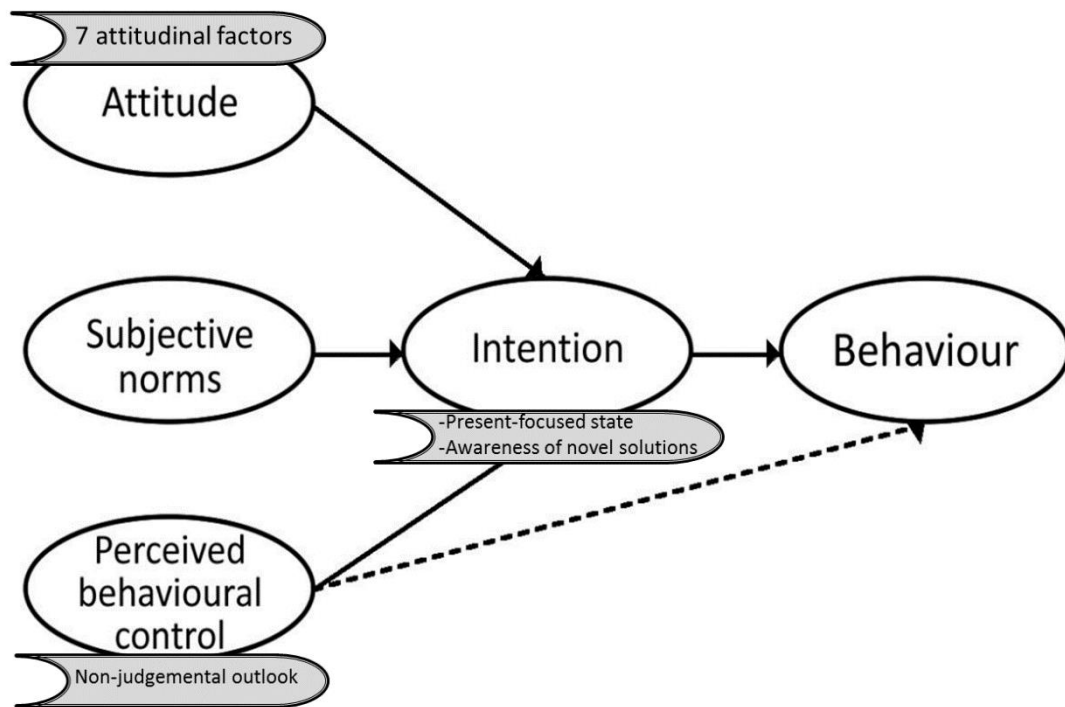 7 attitudinal factors
Attitude
Subjective
norms
Intention
Behaviour
-Present-focused state
-Awareness of novel solutions
Perceived
behavioural
control
Non-judgemental outlook